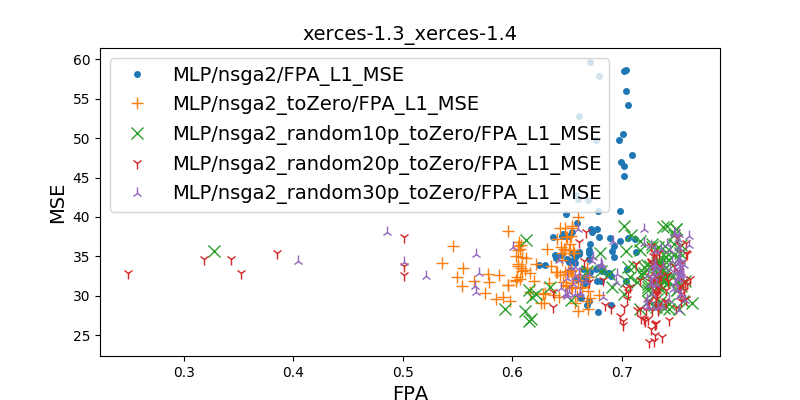 xerces-1.3_xerces-1.4
60
55
50
45
40
35
30
25
MSE
MLP/nsga2/FPA_L1_MSE
MLP/nsga2_toZero/FPA_L1_MSE
MLP/nsga2_random10p_toZero/FPA_L1_MSE
MLP/nsga2_random20p_toZero/FPA_L1_MSE
MLP/nsga2_random30p_toZero/FPA_L1_MSE
0.3 0.4 0.5 0.6 0.7
FPA